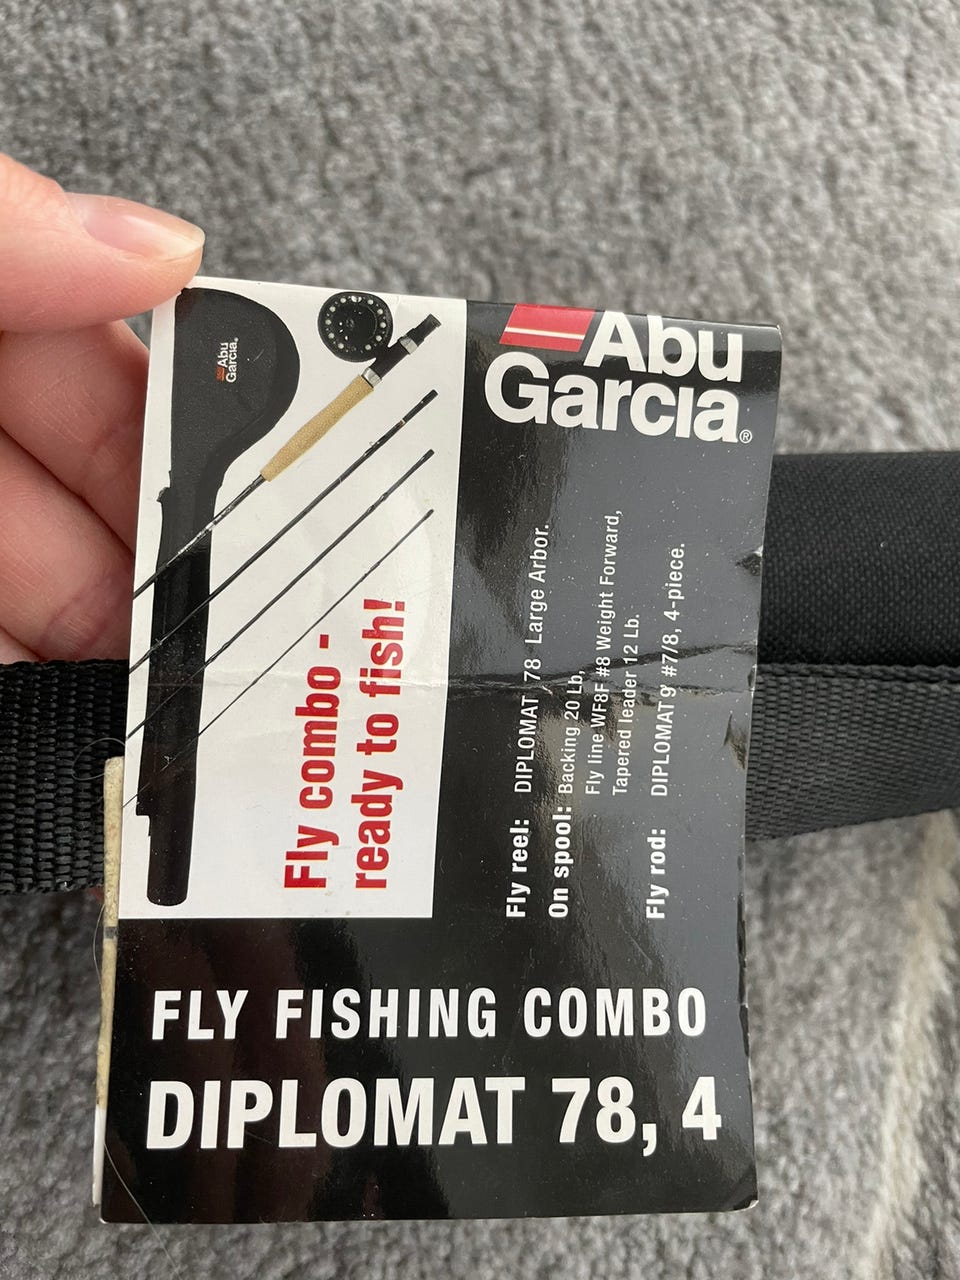 Abu
Garcia®
Abu
Garcia®
Fly combo -
ready to fish!
Fly reel: DIPLOMAT 78 Large Arbor.
On spool: Backing 20 Lb,
Fly line WF8F #8 Weight Forward,
Tapered leader 12 Lb.
Fly rod: DIPLOMAT 9' #7/8, 4-piece.
FLY FISHING COMBO
DIPLOMAT 78, 4